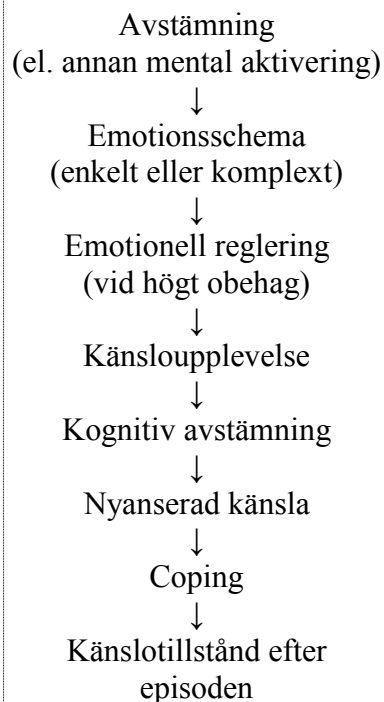 Avstämning
(el. annan mental aktivering)
↓
Emotionsschema
(enkelt eller komplext)
↓
Emotionell reglering
(vid högt obehag)
↓
Känsloupplevelse
↓
Kognitiv avstämning
↓
Nyanserad känsla
↓
Coping
↓
Känslotillstånd efter
episoden